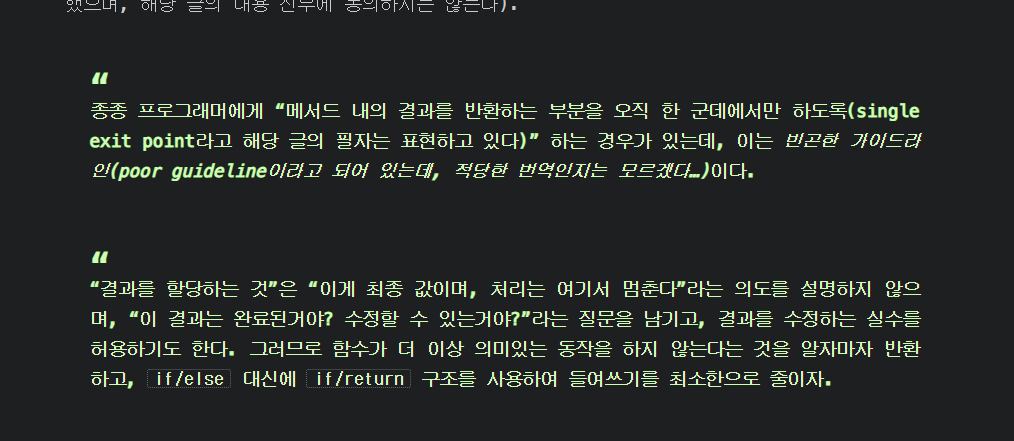 했으며, 해당 글의 내용 전부에 동의하지는 않는다).
“
종종 프로그래머에게 “메서드 내의 결과를 반환하는 부분을 오직 한 군데에서만 하도록(single
exit point라고 해당 글의 필자는 표현하고 있다)” 하는 경우가 있는데, 이는 빈곤한 가이드라
인(poor guideline이라고 되어 있는데, 적당한 번역인지는 모르겠다…)이다.
“
“결과를 할당하는 것”은 “이게 최종 값이며, 처리는 여기서 멈춘다”라는 의도를 설명하지 않으
며, “이 결과는 완료된거야? 수정할 수 있는거야?”라는 질문을 남기고, 결과를 수정하는 실수를
허용하기도 한다. 그러므로 함수가 더 이상 의미있는 동작을 하지 않는다는 것을 알자마자 반환
하고, if/else 대신에 if/return 구조를 사용하여 들여쓰기를 최소한으로 줄이자.